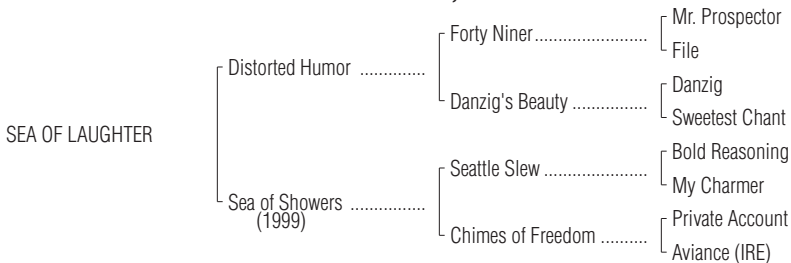 Mr. Prospector
Forty Niner......................
File
Distorted Humor ..............
Danzig
Danzig's Beauty ................
Sweetest Chant
SEA OF LAUGHTER
Bold Reasoning
Seattle Slew ......................
My Charmer
Sea of Showers ................
(1999)
Private Account
Chimes of Freedom ..........
Aviance (IRE)